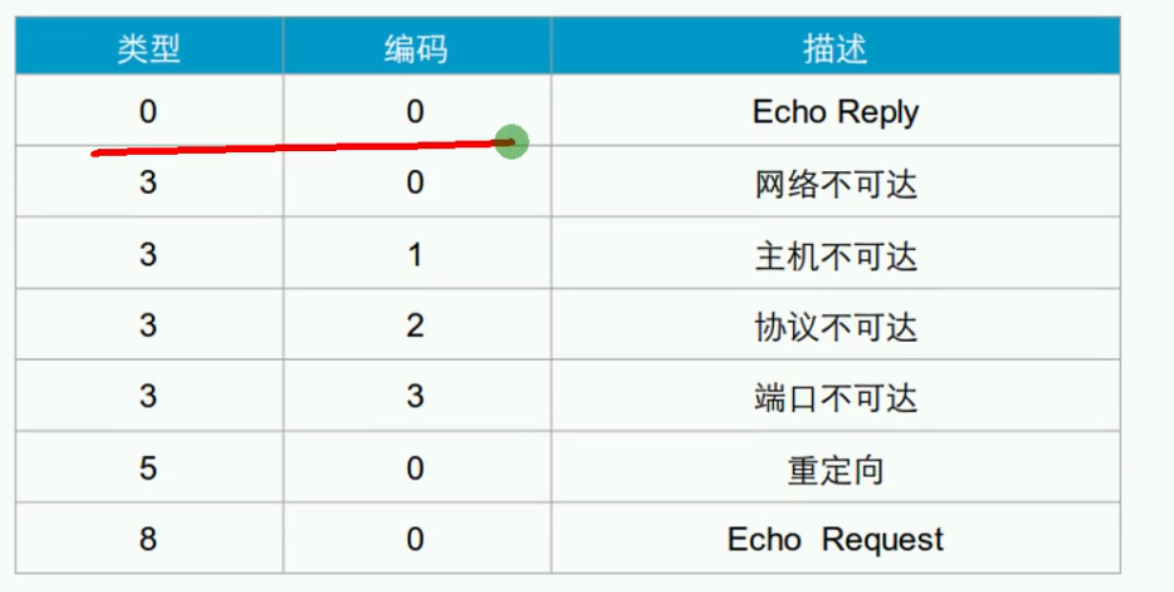 类型 编码 描述
0 0 Echo Reply
3 0 网络不可达
3 1 主机不可达
3 2 协议不可达
3 3 端口不可达
5 0 重定向
8 0 Echo Request